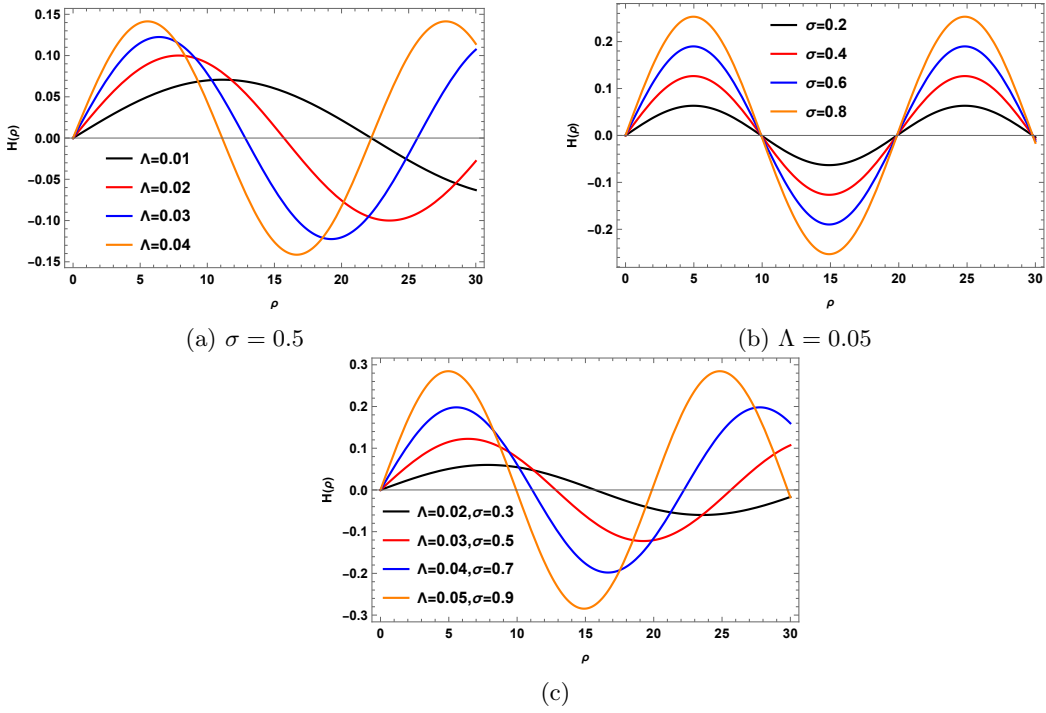 0.15
0.10
0.05
0.00
−0.05
−0.10
−0.15
H(ρ)
Λ=0.01
Λ=0.02
Λ=0.03
Λ=0.04
0 5 10 15 20 25 30
ρ
(a) σ = 0.5
0.2
0.1
0.0
−0.1
−0.2
H(ρ)
σ=0.2
σ=0.4
σ=0.6
σ=0.8
0 10 20 30
ρ
(b) Λ = 0.05
0.3
0.2
0.1
0.0
−0.1
−0.2
−0.3
H(ρ)
Λ=0.02,σ=0.3
Λ=0.03,σ=0.5
Λ=0.04,σ=0.7
Λ=0.05,σ=0.9
0 5 10 15 20 25 30
ρ
(c)